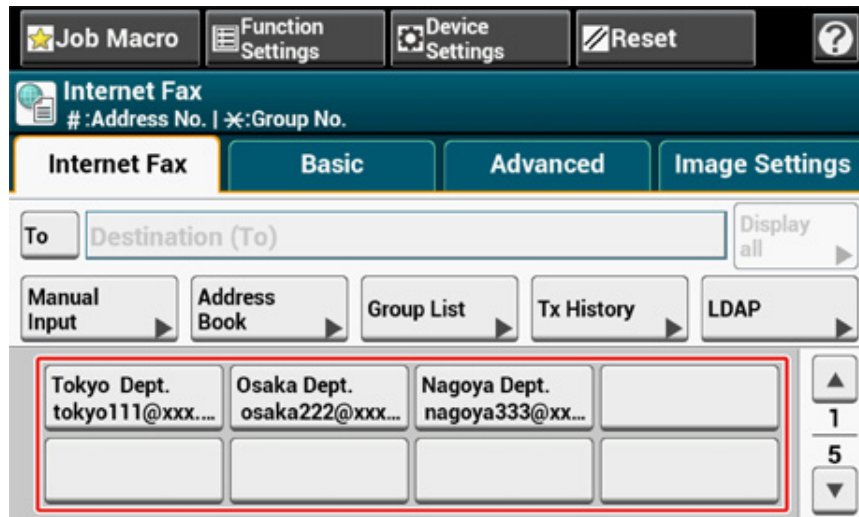 Job Macro
Function
Settings
Device
Settings
Reset
?
Internet Fax
# :Address No. | ⚹:Group No.
Internet Fax
Basic
Advanced
Image Settings
To
Destination (To)
Display
all
Manual
Input
Address
Book
Group List
Tx History
LDAP
Tokyo Dept.
tokyo111@xxx....
Osaka Dept.
osaka222@xxx...
Nagoya Dept.
nagoya333@xx...
1
5